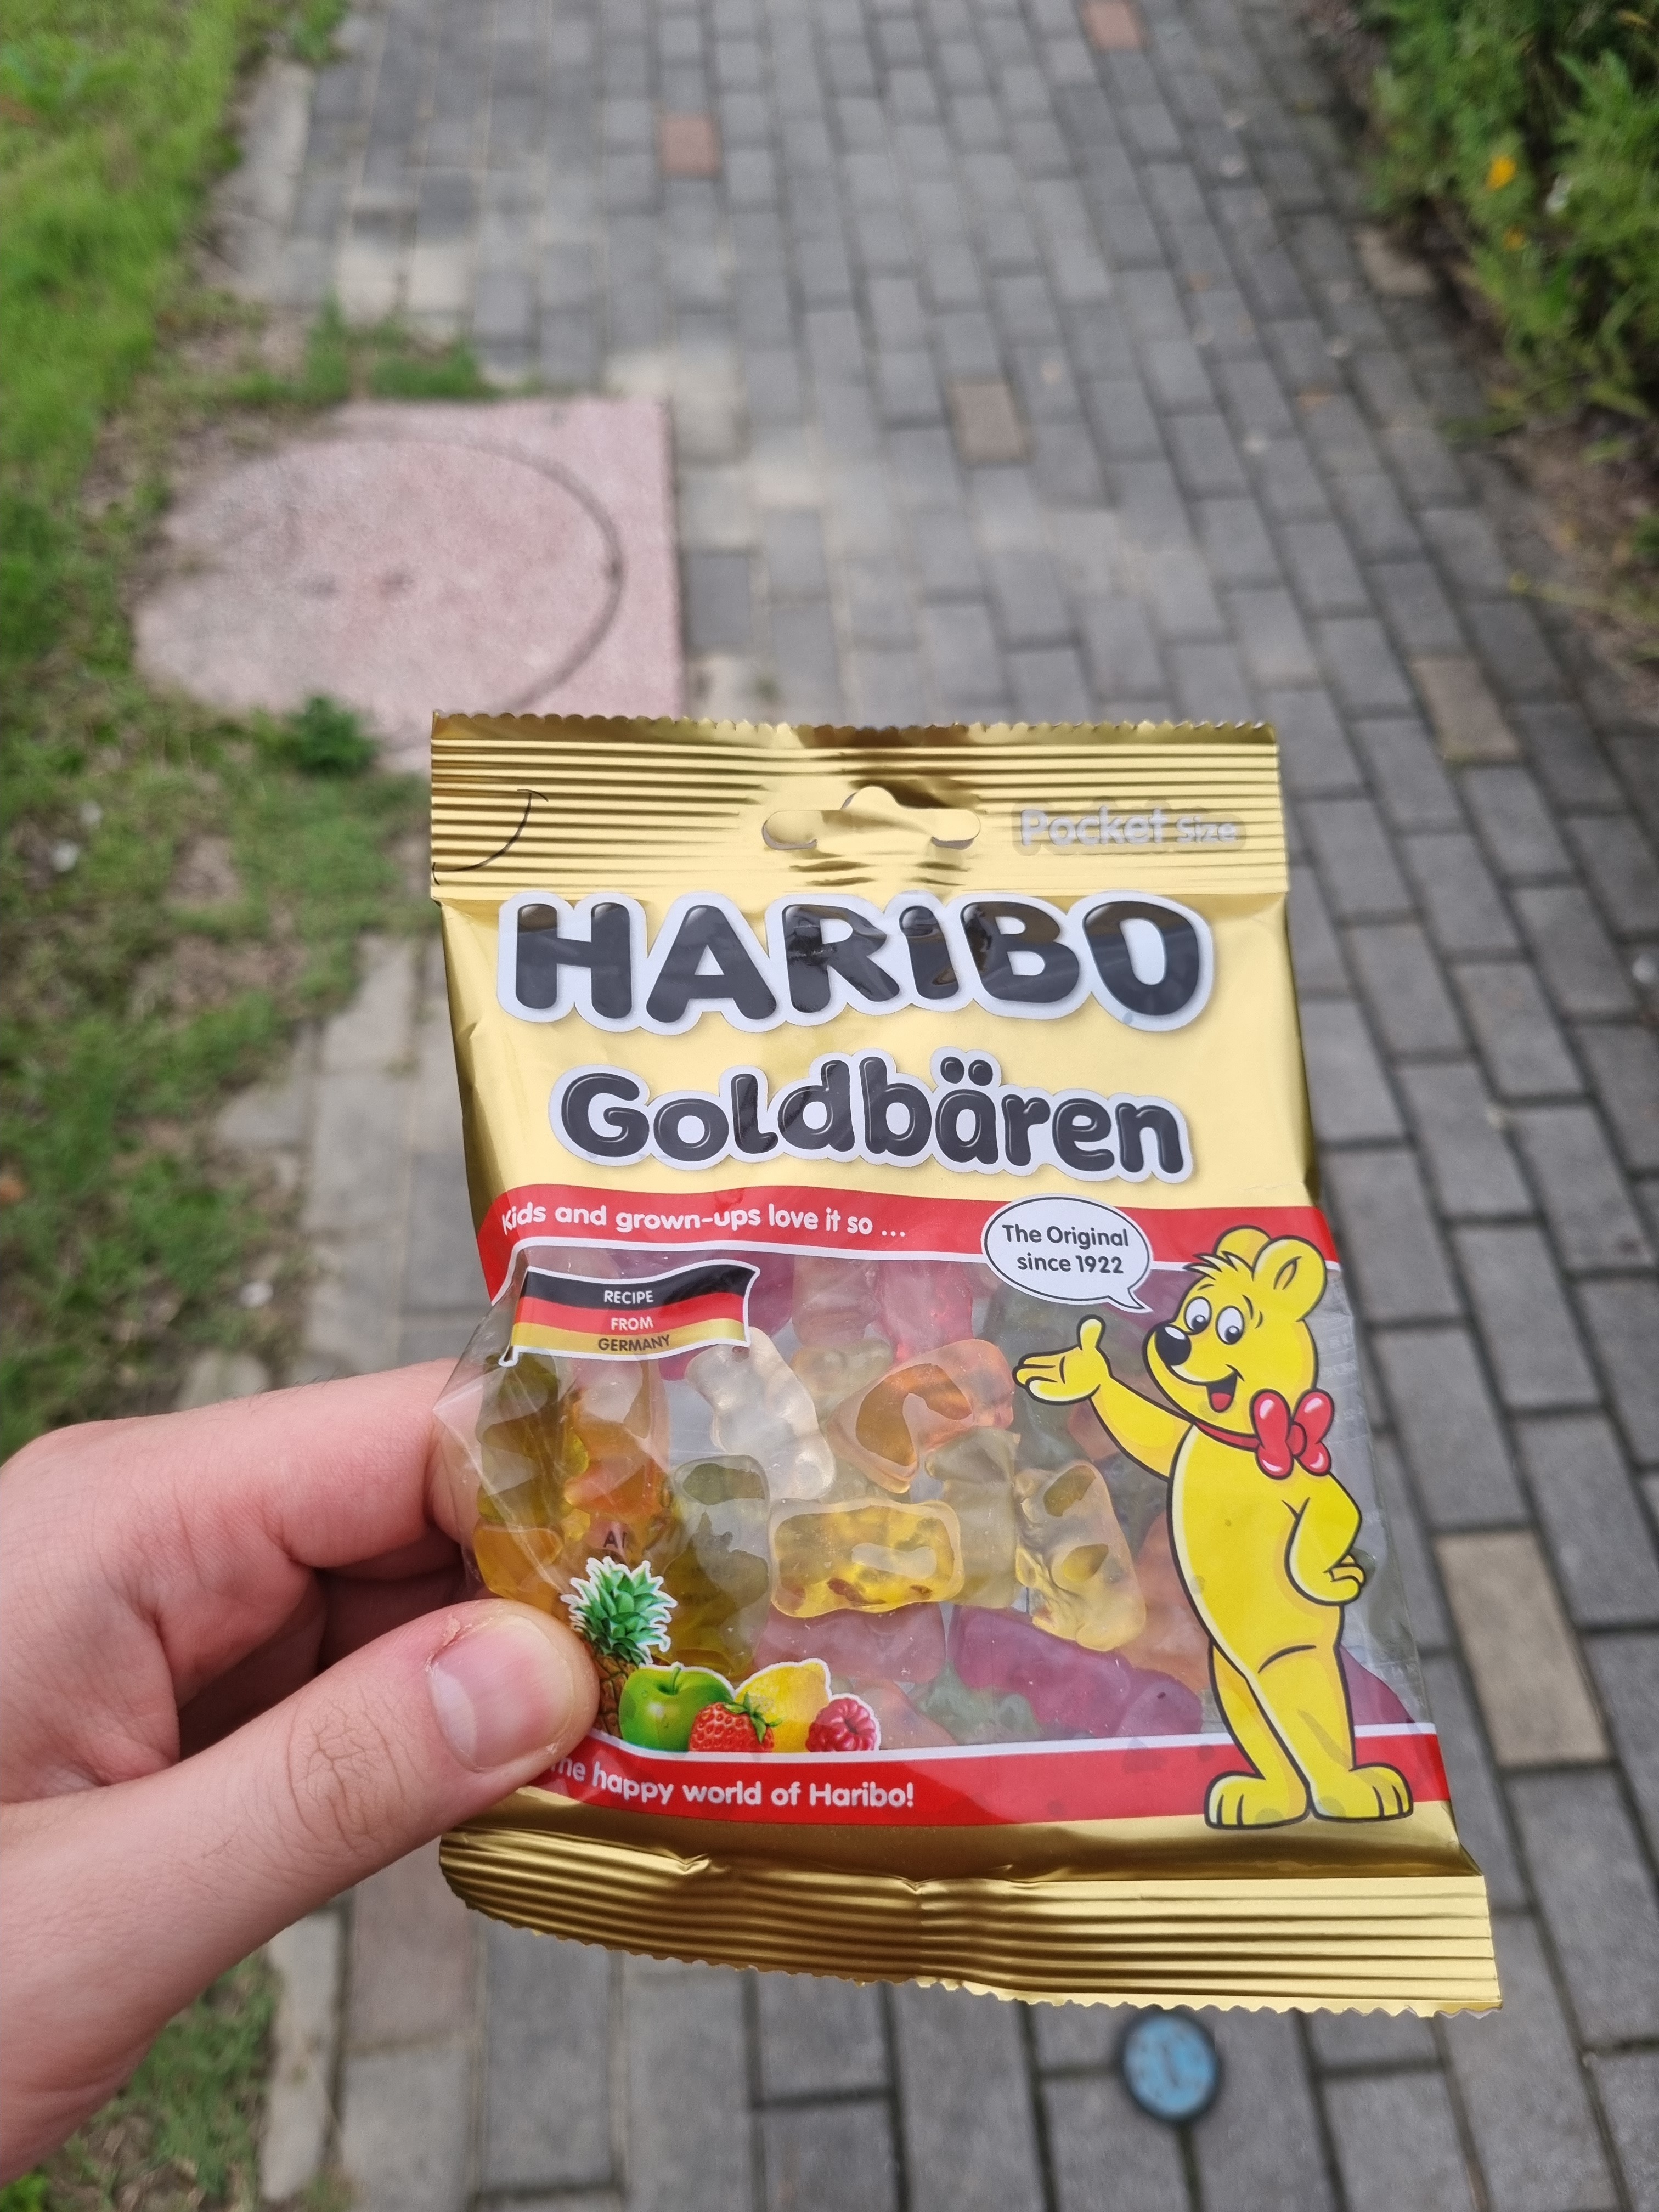 Pocket Size
HARIBO
Goldbären
Kids and grown-ups love it so ...
The Original
since 1922
RECIPE
FROM
GERMANY
happy world of Haribo!